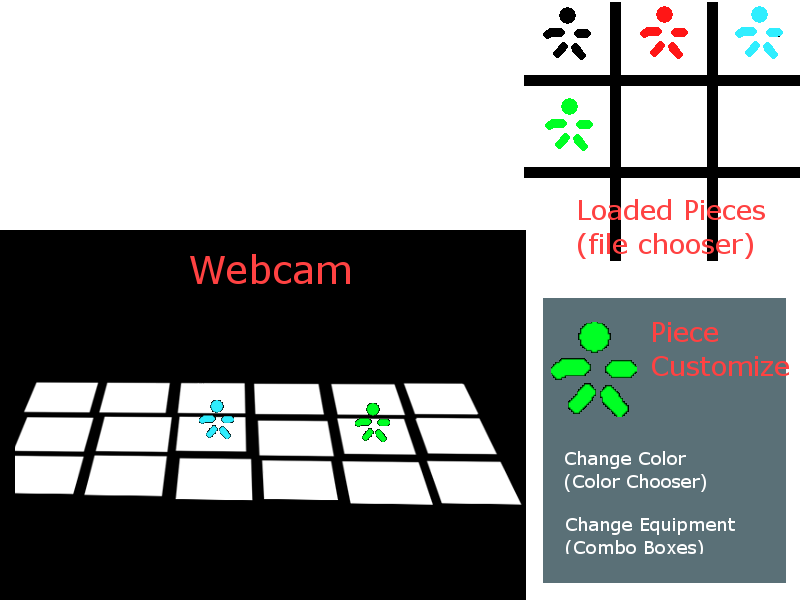 Loaded Pieces
(file chooser)
Webcam
Piece
Customize
Change Color
(Color Chooser)
Change Equipment
(Combo Boxes)